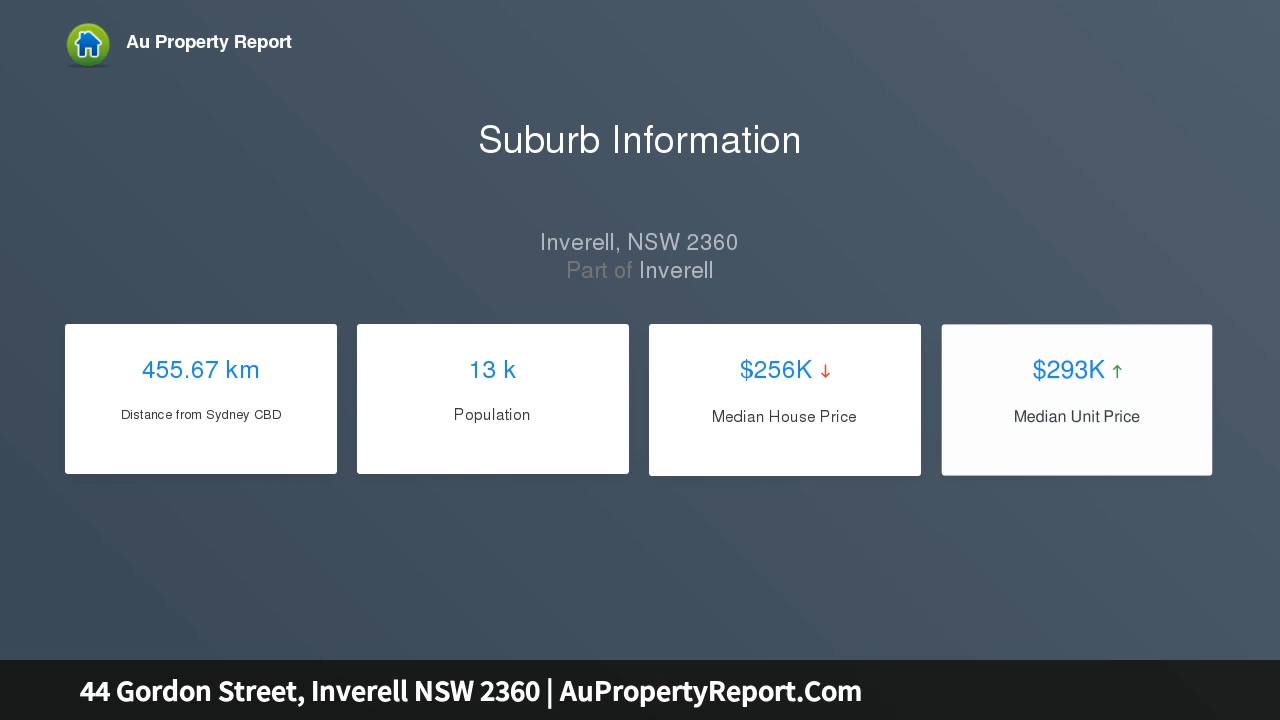 Au Property Report
Suburb Information
Inverell, NSW 2360
Part of Inverell
455.67 km
Distance from Sydney CBD
13 k
Population
$256K ↓
Median House Price
$293K ↑
Median Unit Price
44 Gordon Street, Inverell NSW 2360 | AuPropertyReport.Com